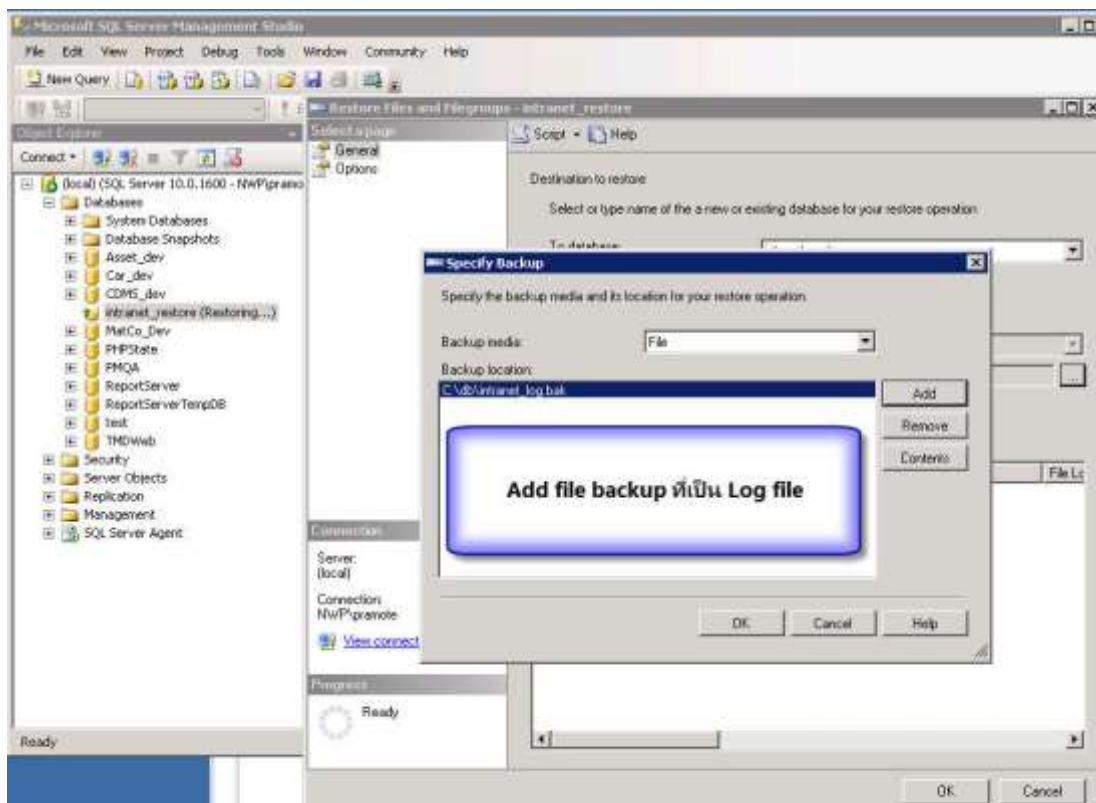 Microsoft SQL Server Management Studio
File Edit View Project Debug Tools Window Community Help
New Query
Restore Files and Filegroups - intranet_restore
Object Explorer
Select a page
Script Help
Connect
General
Options
(local) (SQL Server 10.0.1600 - NWP\pramo
Databases
System Databases
Database Snapshots
Asset_dev
Car_dev
CDMS_dev
intranet_restore (Restoring...)
MatCo_Dev
PHPState
PMQA
ReportServer
ReportServerTempDB
test
TMDWeb
Security
Server Objects
Replication
Management
SQL Server Agent
Destination to restore
Select or type name of the a new or existing database for your restore operation
To database:
Specify Backup
Specify the backup media and its location for your restore operation.
Backup media: File
Backup location:
C:\db\intranet_log.bak
Add
Remove
Contents
File Lo
Add file backup ที่เป็น Log file
OK Cancel Help
Connection
Server:
(local)
Connection:
NWP\pramote
View connect
Progress
Ready
Ready
OK Cancel